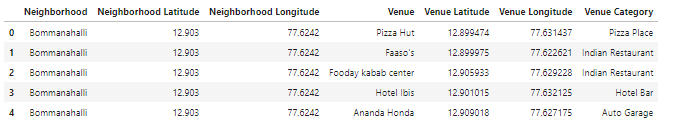 Neighborhood Neighborhood Latitude Neighborhood Longitude Venue Venue Latitude Venue Longitude Venue Category
0 Bommanahalli 12.903 77.6242 Pizza Hut 12.899474 77.631437 Pizza Place
1 Bommanahalli 12.903 77.6242 Faaso's 12.899975 77.622621 Indian Restaurant
2 Bommanahalli 12.903 77.6242 Fooday kabab center 12.905933 77.629228 Indian Restaurant
3 Bommanahalli 12.903 77.6242 Hotel Ibis 12.901015 77.632125 Hotel Bar
4 Bommanahalli 12.903 77.6242 Ananda Honda 12.909018 77.627175 Auto Garage